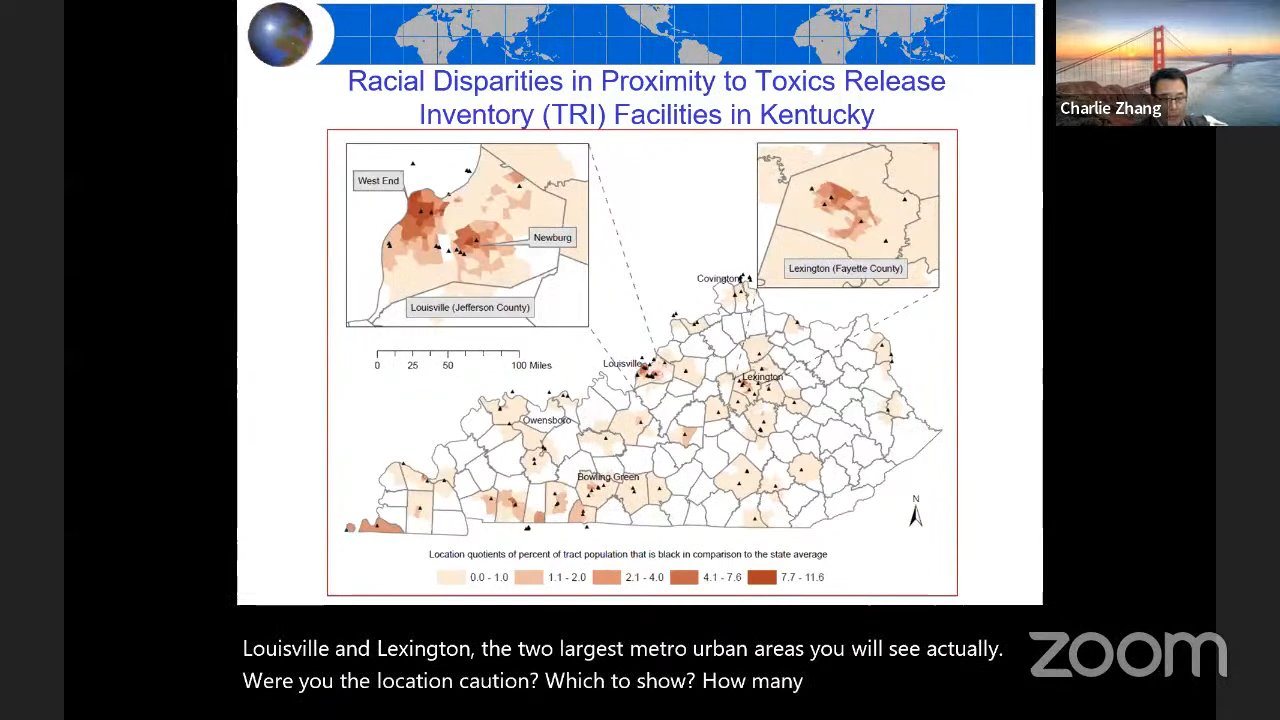 Racial Disparities in Proximity to Toxics Release
Inventory (TRI) Facilities in Kentucky
Charlie Zhang
West End
Newburg
Louisville (Jefferson County)
Lexington (Fayette County)
Covington
0 25 50 100 Miles
Louisville
Lexington
Owensboro
Bowling Green
N
Location quotients of percent of tract population that is black in comparison to the state average
0.0 - 1.0 1.1 - 2.0 2.1 - 4.0 4.1 - 7.6 7.7 - 11.6
Louisville and Lexington, the two largest metro urban areas you will see actually.
Were you the location caution? Which to show? How many
zoom